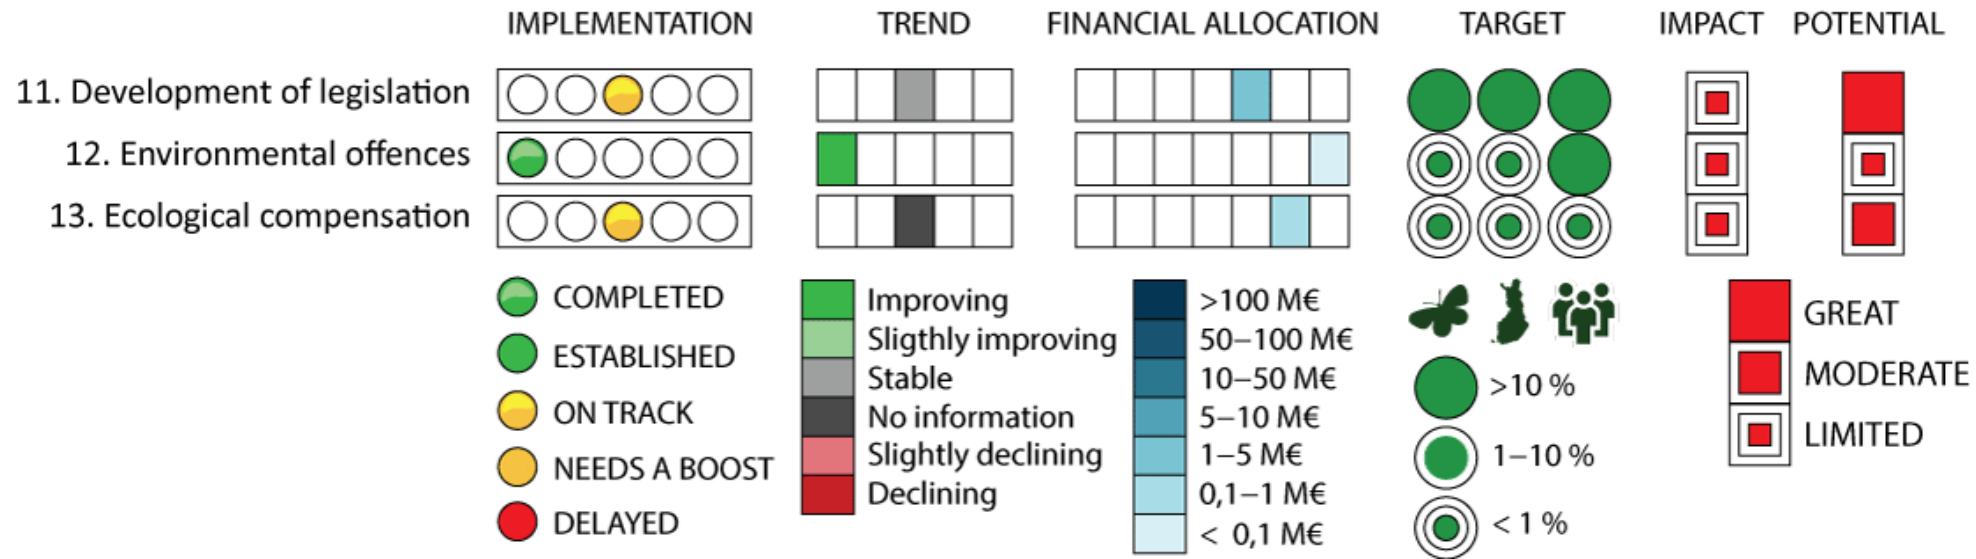 IMPLEMENTATION TREND FINANCIAL ALLOCATION TARGET IMPACT POTENTIAL
11. Development of legislation
12. Environmental offences
13. Ecological compensation
COMPLETED
ESTABLISHED
ON TRACK
NEEDS A BOOST
DELAYED
Improving
Sligthly improving
Stable
No information
Slightly declining
Declining
>100 M€
50–100 M€
10–50 M€
5–10 M€
1–5 M€
0,1–1 M€
< 0,1 M€
>10 %
1–10 %
< 1 %
GREAT
MODERATE
LIMITED